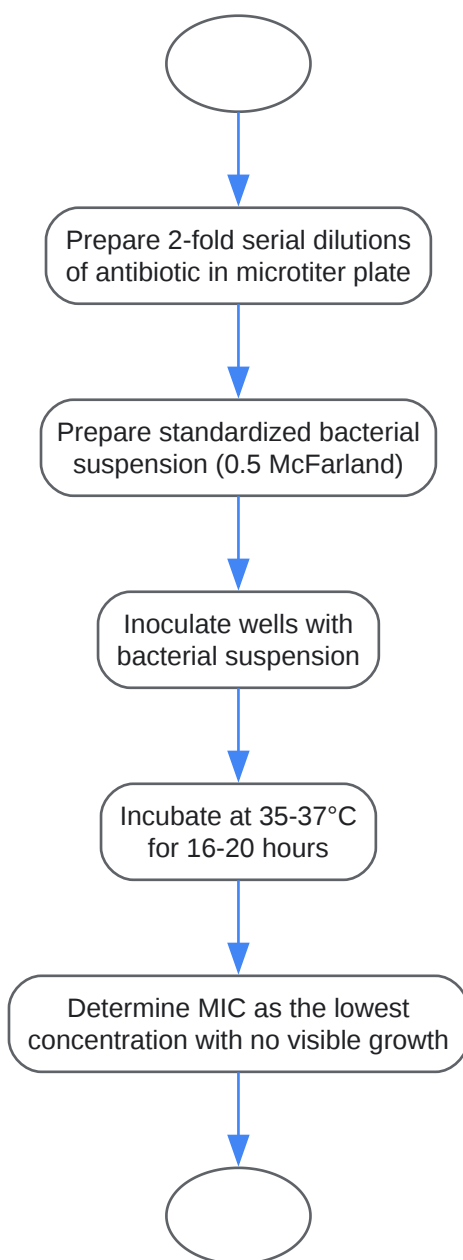 Prepare 2-fold serial dilutions
of antibiotic in microtiter plate
Prepare standardized bacterial
suspension (0.5 McFarland)
Inoculate wells with
bacterial suspension
Incubate at 35-37°C
for 16-20 hours
Determine MIC as the lowest
concentration with no visible growth